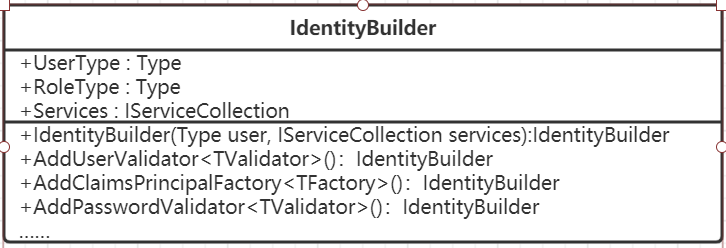 IdentityBuilder
+UserType : Type
+RoleType : Type
+Services : IServiceCollection
+IdentityBuilder(Type user, IServiceCollection services):IdentityBuilder
+AddUserValidator<TValidator>()： IdentityBuilder
+AddClaimsPrincipalFactory<TFactory>()： IdentityBuilder
+AddPasswordValidator<TValidator>()： IdentityBuilder
......